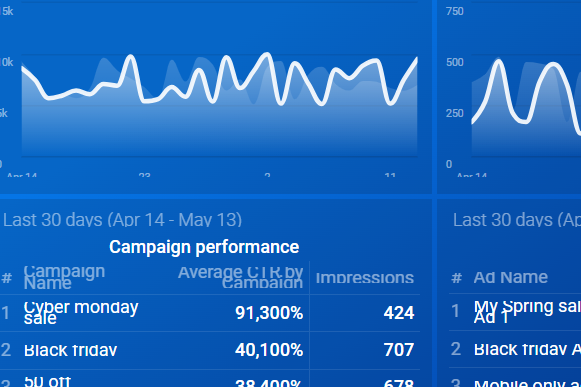 15k
750
10k
500
5k
250
0
0
Apr 14
23
2
11
Apr 14
Last 30 days (Apr 14 - May 13)
Last 30 days (Ap
Campaign performance
# Campaign Name Average CTR by Campaign Impressions
# Ad Name
1 Cyber monday sale 91,300% 424
1 My Spring sal Ad 1
2 Black friday 40,100% 707
2 Black friday A
50 off 38,400% 678
3 Mobile only a